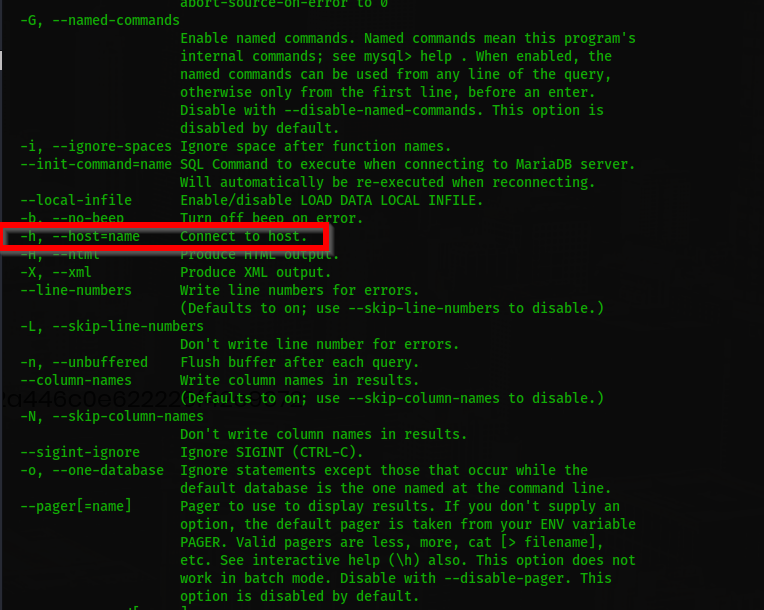 abort-source-on-error to 0
-G, --named-commands
Enable named commands. Named commands mean this program's
internal commands; see mysql> help . When enabled, the
named commands can be used from any line of the query,
otherwise only from the first line, before an enter.
Disable with --disable-named-commands. This option is
disabled by default.
-i, --ignore-spaces Ignore space after function names.
--init-command=name SQL Command to execute when connecting to MariaDB server.
Will automatically be re-executed when reconnecting.
--local-infile Enable/disable LOAD DATA LOCAL INFILE.
-b, --no-beep Turn off beep on error.
-h, --host=name Connect to host.
-H, --html Produce HTML output.
-X, --xml Produce XML output.
--line-numbers Write line numbers for errors.
(Defaults to on; use --skip-line-numbers to disable.)
-L, --skip-line-numbers
Don't write line number for errors.
-n, --unbuffered Flush buffer after each query.
--column-names Write column names in results.
(Defaults to on; use --skip-column-names to disable.)
-N, --skip-column-names
Don't write column names in results.
--sigint-ignore Ignore SIGINT (CTRL-C).
-o, --one-database Ignore statements except those that occur while the
default database is the one named at the command line.
--pager[=name] Pager to use to display results. If you don't supply an
option, the default pager is taken from your ENV variable
PAGER. Valid pagers are less, more, cat [> filename],
etc. See interactive help (\h) also. This option does not
work in batch mode. Disable with --disable-pager. This
option is disabled by default.